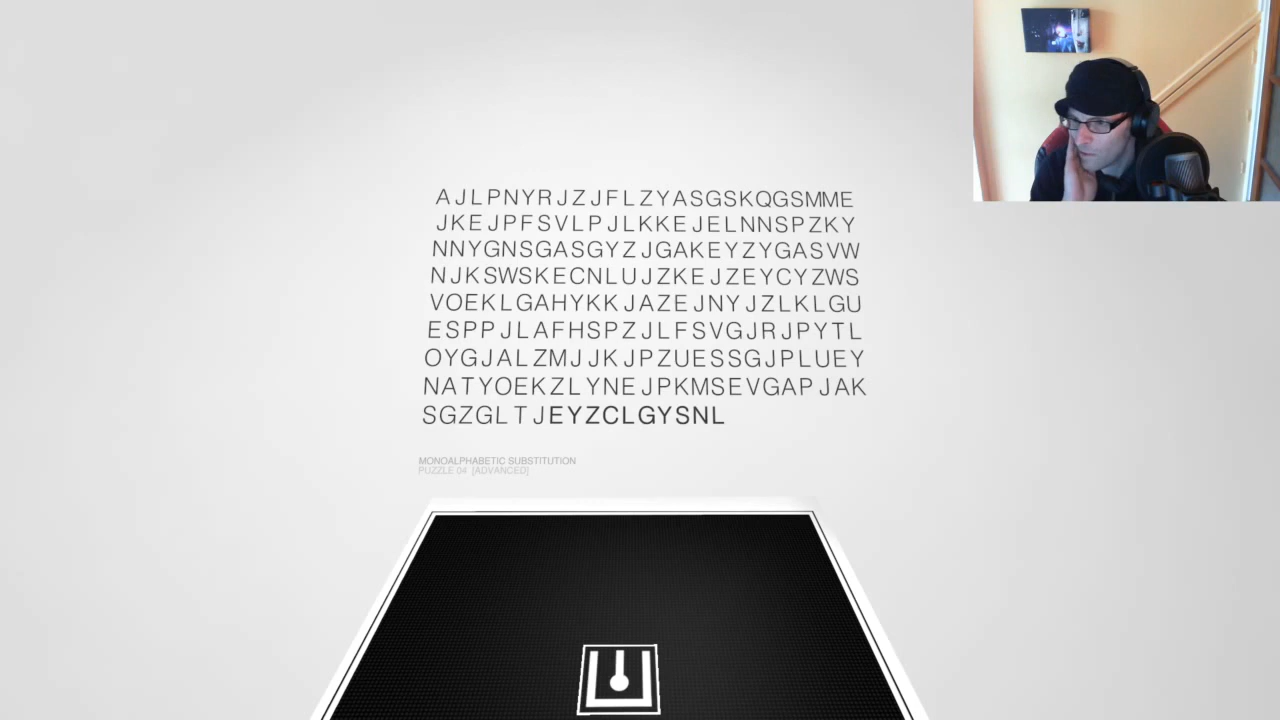 AJLPNYRJZJFLZYASGSKQGSMME
JKEJPFSVLPJLKKEJELNNSPZKY
NNYGNSGASGYZJGAKEYZYGASVW
NJKSWSKECNLUJZKEJZEYCYZWS
VOEKLGAHYKKJAZEJNYJZLKLGU
ESPPJLAFHSPZJLFSVGJRJPYTL
OYGJALZMJJKJPZUESSGJPLUEY
NATYOEKZLYNEJPKMSEVGAPJAK
SGZGLTJEYZCLGYSNL
MONOALPHABETIC SUBSTITUTION
PUZZLE 04 [ADVANCED]